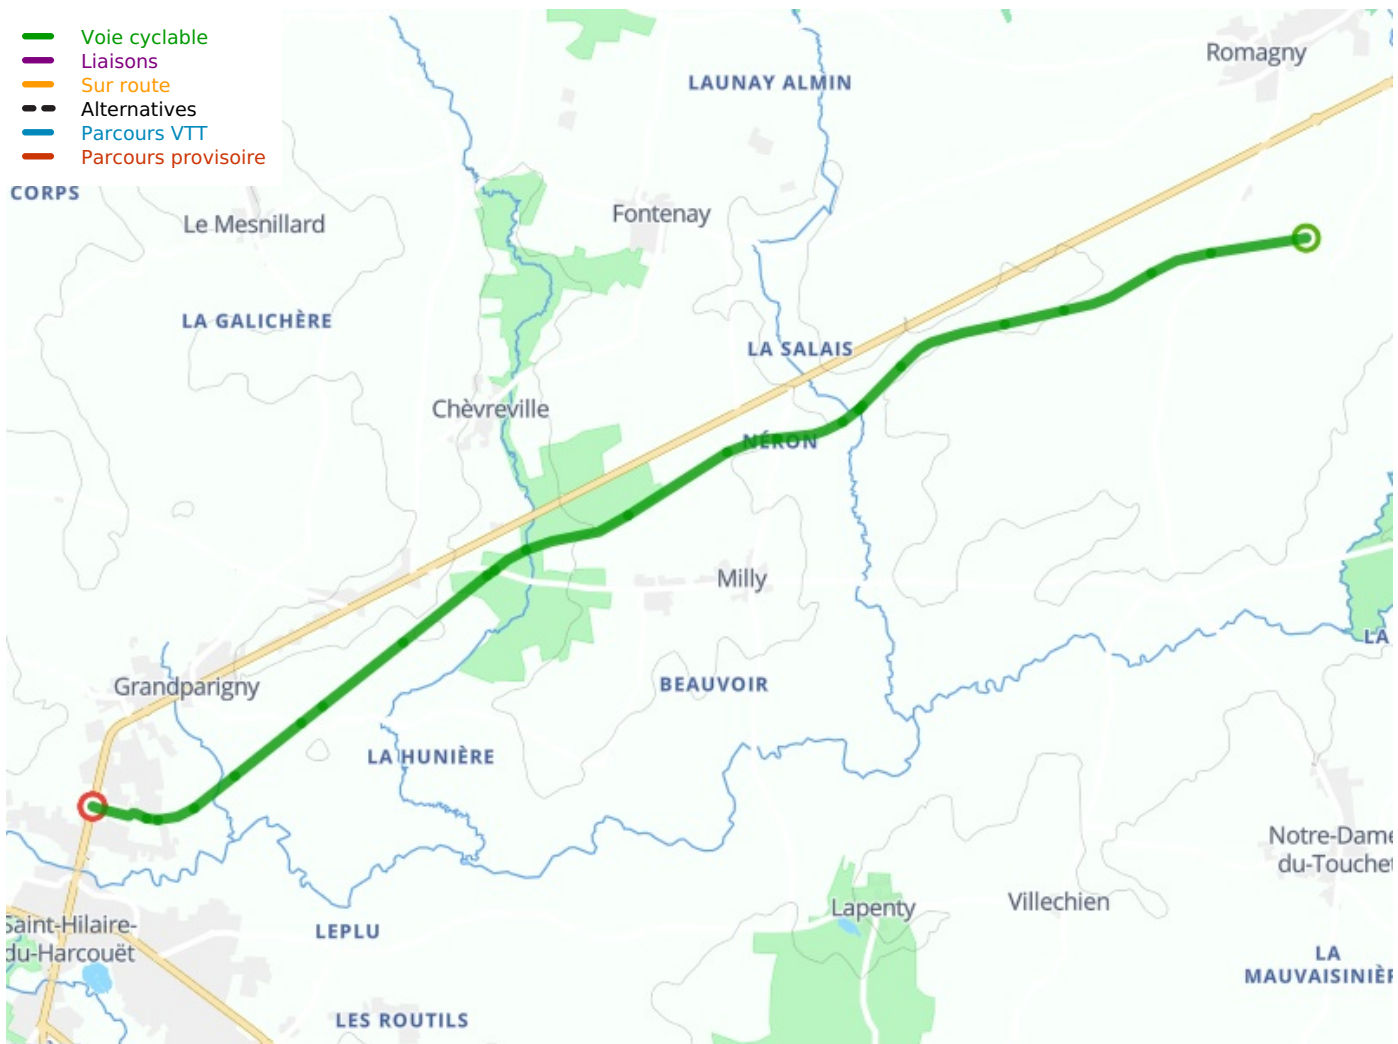 Voie cyclable
Liaisons
Sur route
Alternatives
Parcours VTT
Parcours provisoire
Romagny
LAUNAY ALMIN
CORPS
Le Mesnillard
Fontenay
LA GALICHÈRE
LA SALAIS
Chèvreville
NÉRON
Milly
LA
Grandparigny
BEAUVOIR
LA HUNIÈRE
Notre-Dame
du-Touchet
Lapenty
Villechien
Saint-Hilaire-
du-Harcouët
LEPLU
LA
MAUVAISINIÈR
LES ROUTILS